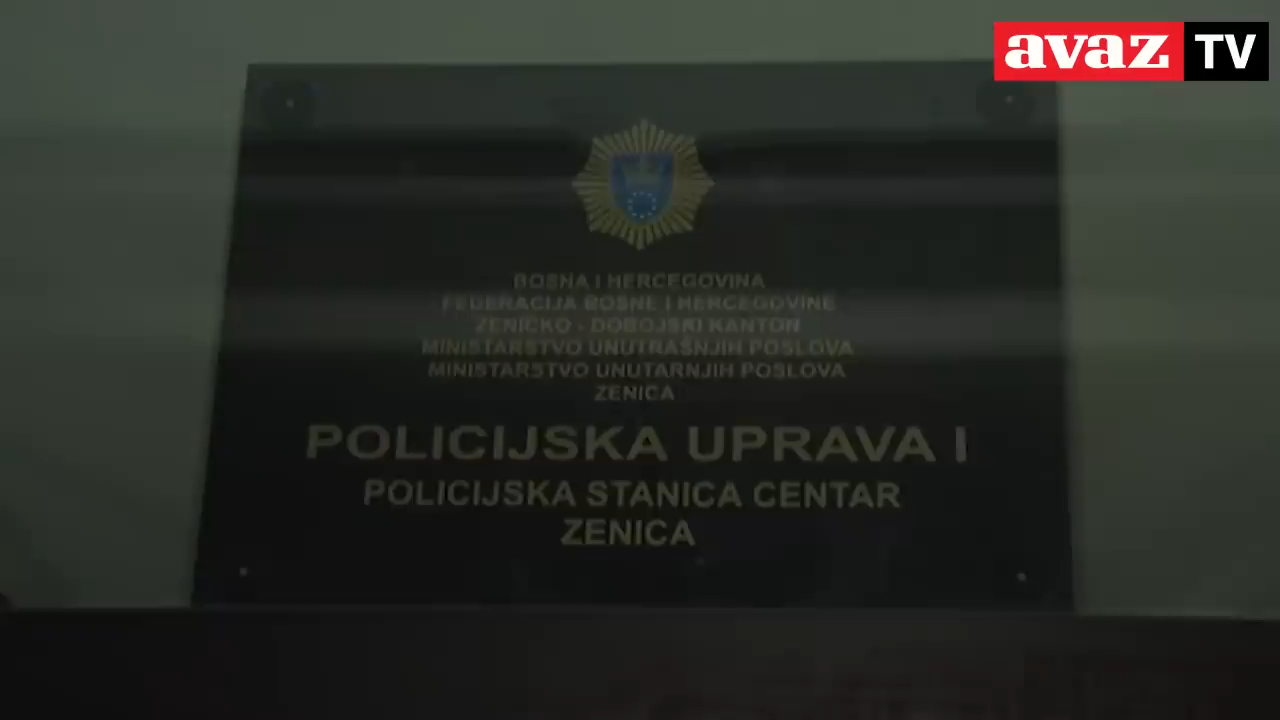 avaz TV
BOSNA I HERCEGOVINA
FEDERACIJA BOSNE I HERCEGOVINE
ZENIČKO - DOBOJSKI KANTON
MINISTARSTVO UNUTRAŠNJIH POSLOVA
MINISTARSTVO UNUTARNJIH POSLOVA
ZENICA
POLICIJSKA UPRAVA I
POLICIJSKA STANICA CENTAR
ZENICA